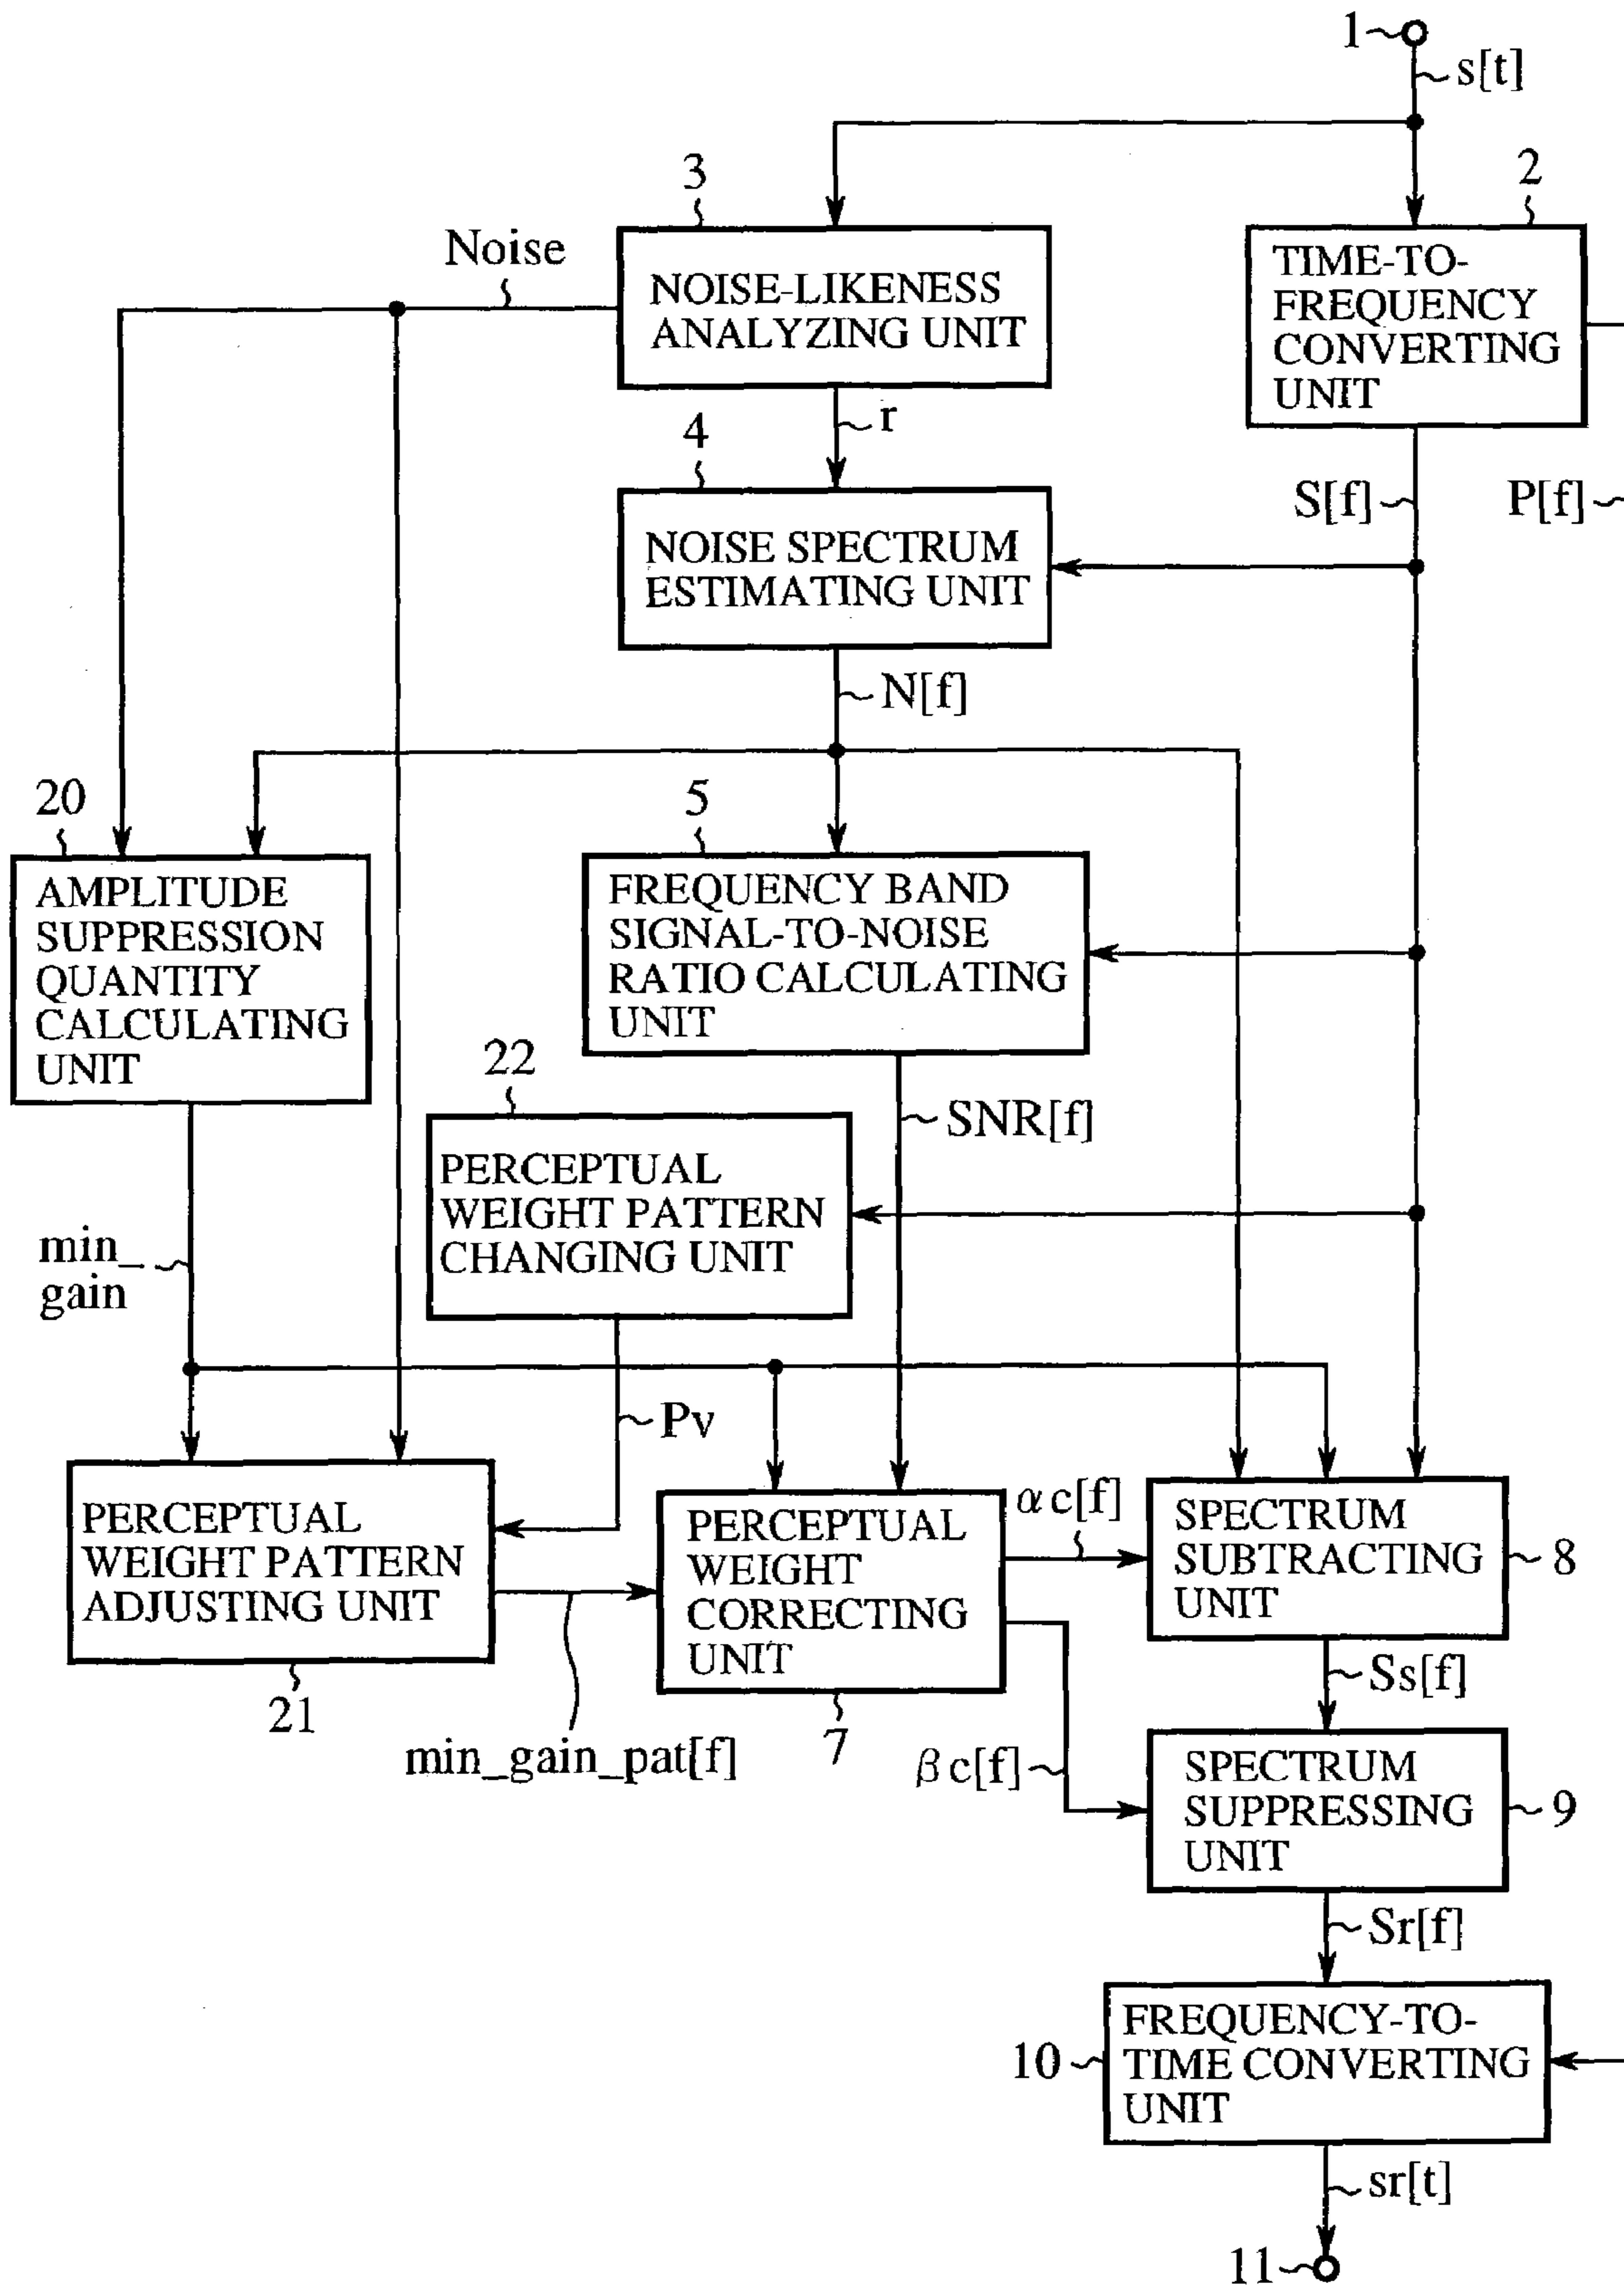 1
s[t]
3
2
Noise
NOISE-LIKENESS
ANALYZING UNIT
TIME-TO-
FREQUENCY
CONVERTING
UNIT
r
4
S[f]
P[f]
NOISE SPECTRUM
ESTIMATING UNIT
N[f]
20
5
AMPLITUDE
SUPPRESSION
QUANTITY
CALCULATING
UNIT
FREQUENCY BAND
SIGNAL-TO-NOISE
RATIO CALCULATING
UNIT
22
SNR[f]
PERCEPTUAL
WEIGHT PATTERN
CHANGING UNIT
min_
gain
Pv
PERCEPTUAL
WEIGHT PATTERN
ADJUSTING UNIT
21
min_gain_pat[f]
PERCEPTUAL
WEIGHT
CORRECTING
UNIT
7
αc[f]
βc[f]
SPECTRUM
SUBTRACTING
UNIT
8
Ss[f]
SPECTRUM
SUPPRESSING
UNIT
9
Sr[f]
10
FREQUENCY-TO-
TIME CONVERTING
UNIT
sr[t]
11